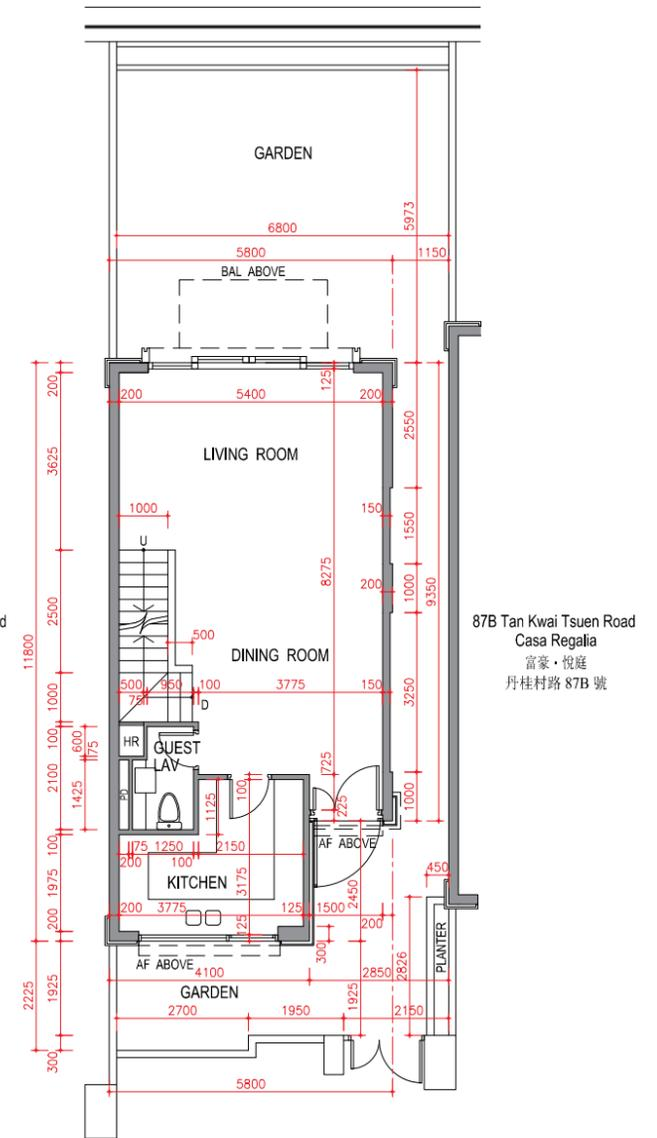 GARDEN
5973
6800
5800 1150
BAL ABOVE
200 125
200 5400 200
2550
3625
LIVING ROOM
1000 150 1550
U
8275
200 1000 9350
2500
500
11800
DINING ROOM
87B Tan Kwai Tsuen Road
Casa Regalia
富豪・悅庭
丹桂村路 87B 號
3250
1000
500 950 100 3775 150
75 D
100
600 75
HR
GUEST
LAV
2100
1425
PD
725
100
1125
225
1000
AF ABOVE
100
75 1250 2150
200 100
1975
KITCHEN
3175
2450
450
200
200 3775 125 1500
200
125
300
PLANTER
AF ABOVE
4100 2850
2826
GARDEN
2225
1925
1925
2700 1950 2150
300
5800